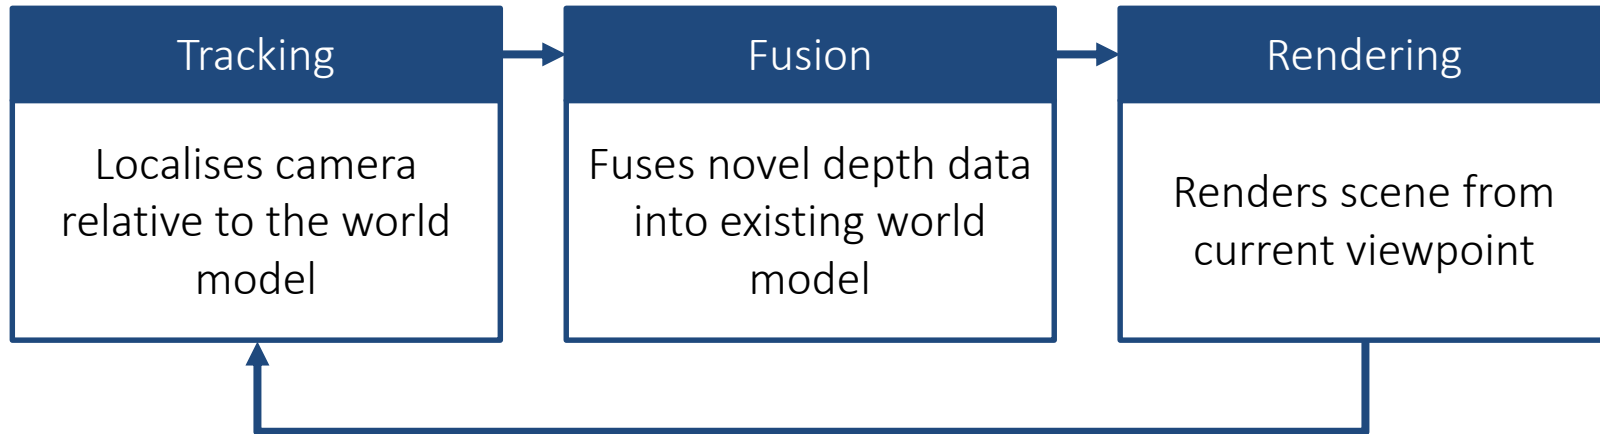 Tracking
Localises camera
relative to the world
model
Fusion
Fuses novel depth data
into existing world
model
Rendering
Renders scene from
current viewpoint